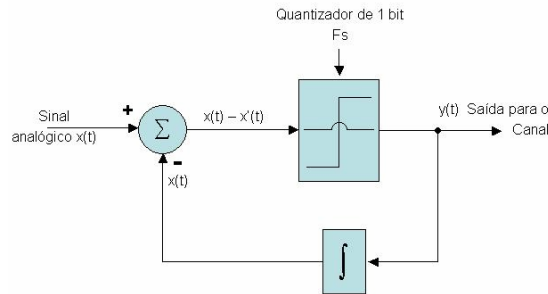 Quantizador de 1 bit
Fs
Sinal
analógico x(t)
+
Σ
-
x(t) – x'(t)
y(t) Saída para o
Canal
x(t)
∫